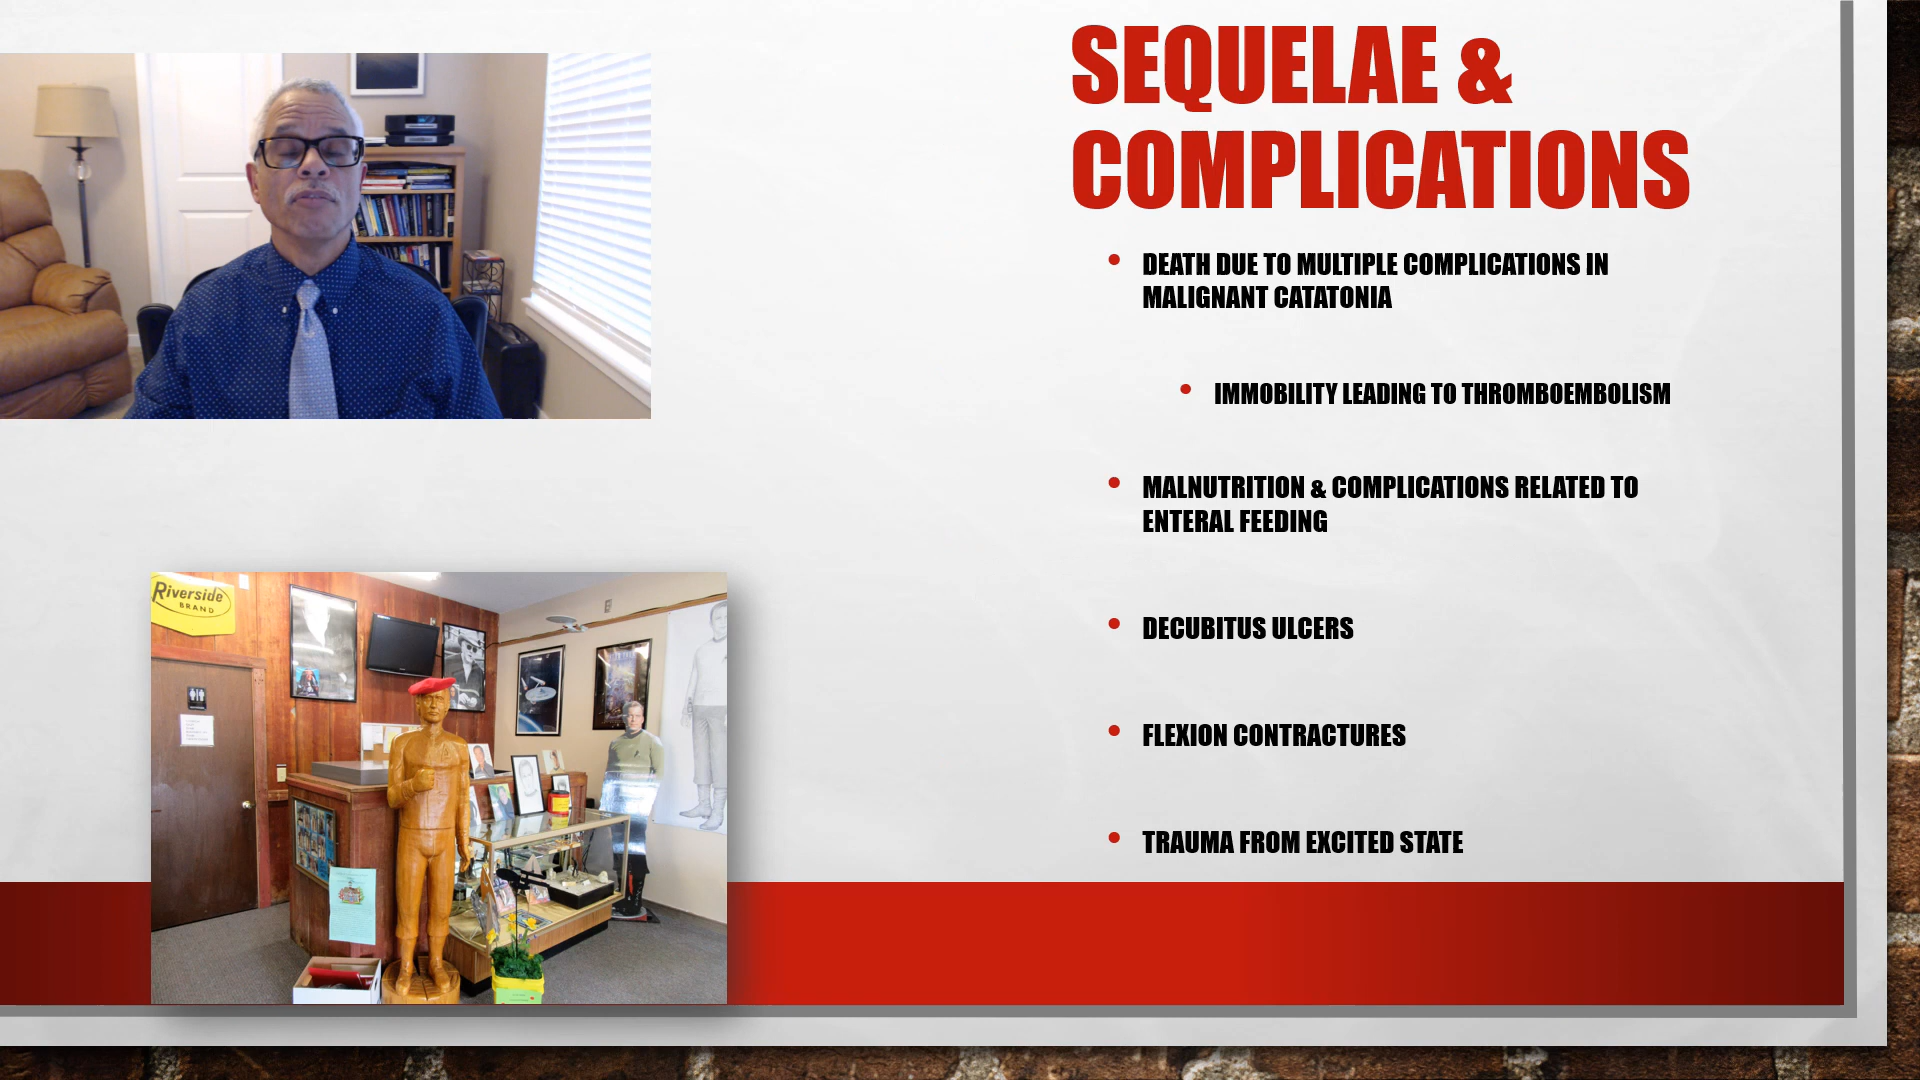 SEQUELAE &
COMPLICATIONS
DEATH DUE TO MULTIPLE COMPLICATIONS IN
MALIGNANT CATATONIA
IMMOBILITY LEADING TO THROMBOEMBOLISM
MALNUTRITION & COMPLICATIONS RELATED TO
ENTERAL FEEDING
DECUBITUS ULCERS
FLEXION CONTRACTURES
TRAUMA FROM EXCITED STATE
Riverside
BRAND